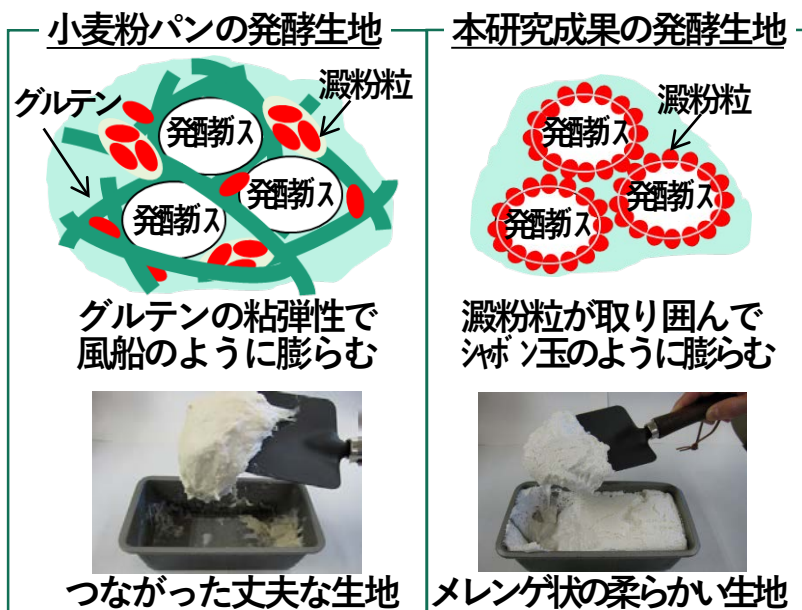 小麦粉パンの発酵生地
グルテン
澱粉粒
発酵ガス
発酵ガス
発酵ガス
グルテンの粘弾性で
風船のように膨らむ
つながった丈夫な生地
本研究成果の発酵生地
澱粉粒
発酵ガス
発酵ガス
発酵ガス
澱粉粒が取り囲んで
シャボン玉のように膨らむ
メレンゲ状の柔らかい生地